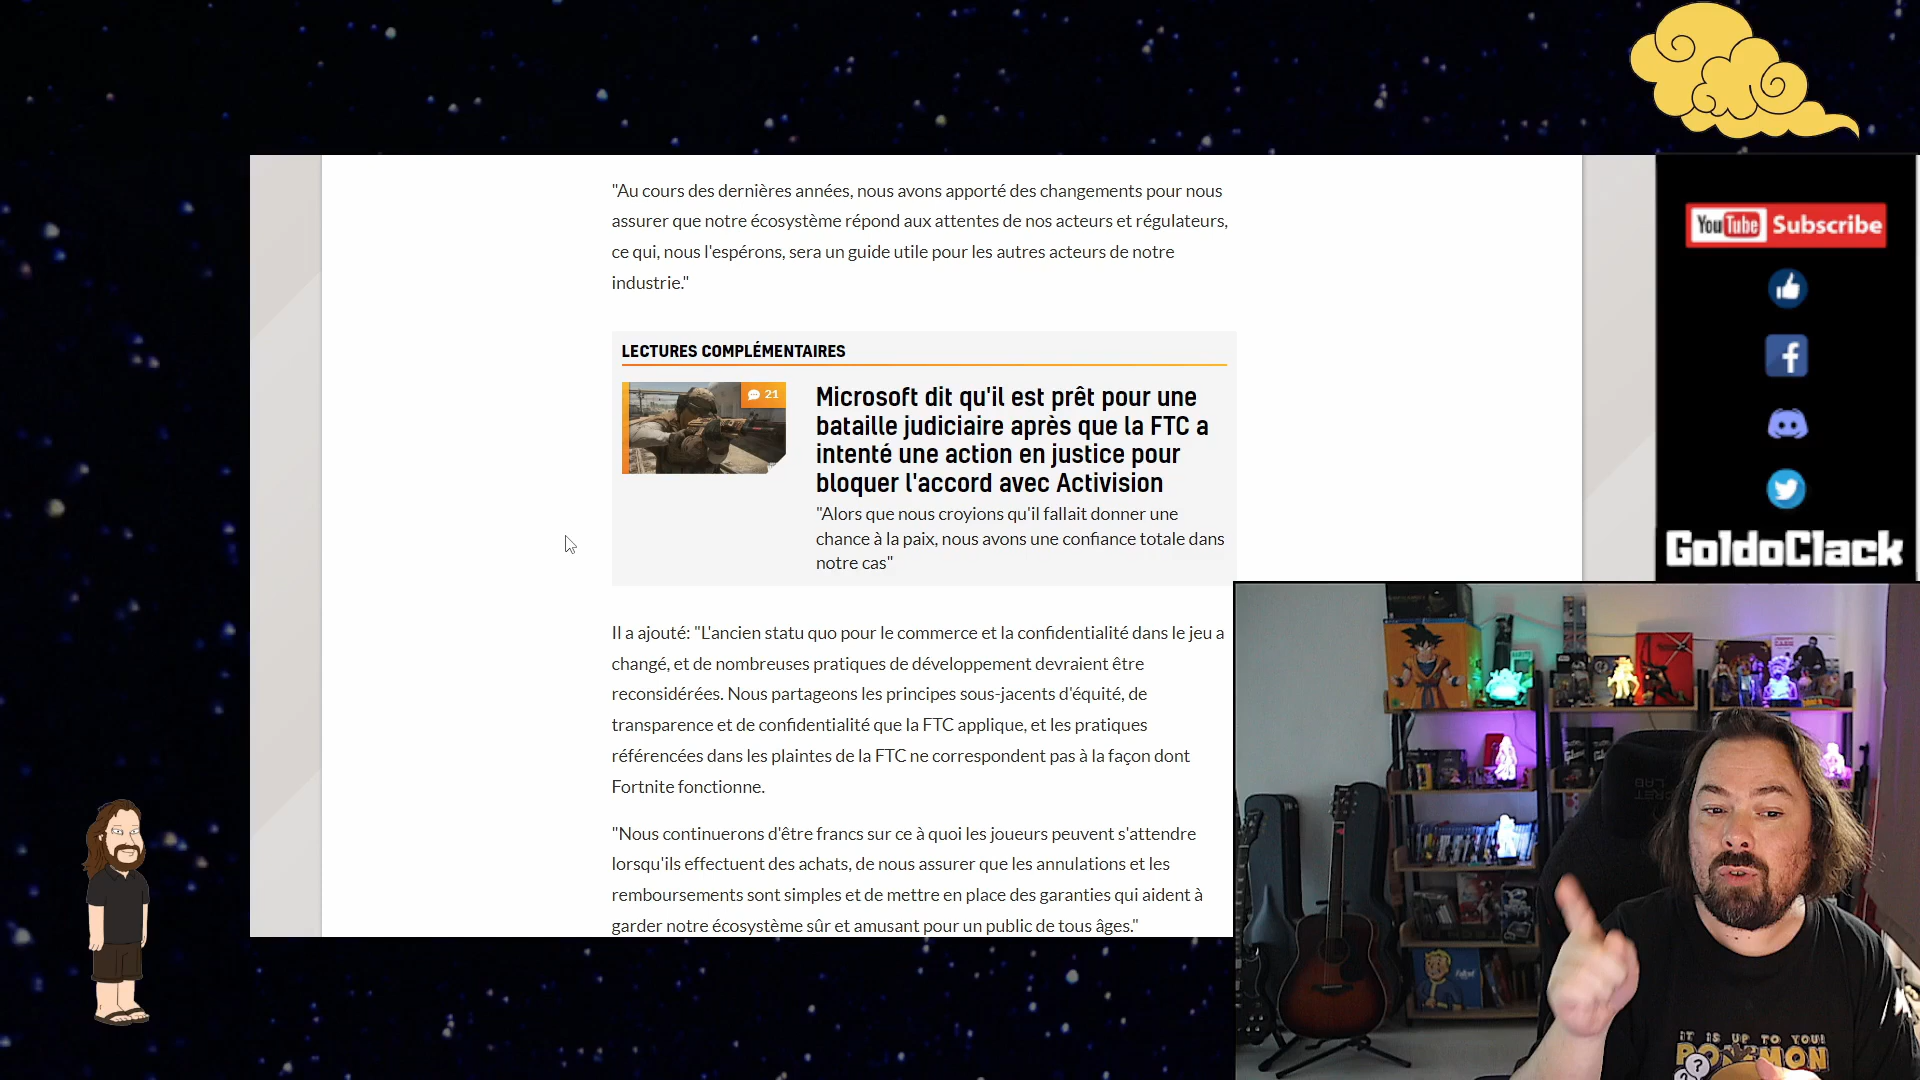 "Au cours des dernières années, nous avons apporté des changements pour nous
assurer que notre écosystème répond aux attentes de nos acteurs et régulateurs,
ce qui, nous l'espérons, sera un guide utile pour les autres acteurs de notre
industrie."
LECTURES COMPLÉMENTAIRES
21
Microsoft dit qu'il est prêt pour une
bataille judiciaire après que la FTC a
intenté une action en justice pour
bloquer l'accord avec Activision
"Alors que nous croyions qu'il fallait donner une
chance à la paix, nous avons une confiance totale dans
notre cas"
Il a ajouté: "L'ancien statu quo pour le commerce et la confidentialité dans le jeu a
changé, et de nombreuses pratiques de développement devraient être
reconsidérées. Nous partageons les principes sous-jacents d'équité, de
transparence et de confidentialité que la FTC applique, et les pratiques
référencées dans les plaintes de la FTC ne correspondent pas à la façon dont
Fortnite fonctionne.
"Nous continuerons d'être francs sur ce à quoi les joueurs peuvent s'attendre
lorsqu'ils effectuent des achats, de nous assurer que les annulations et les
remboursements sont simples et de mettre en place des garanties qui aident à
garder notre écosystème sûr et amusant pour un public de tous âges."
YouTube Subscribe
GoldoClack
IT IS UP TO YOU!
POKEMON